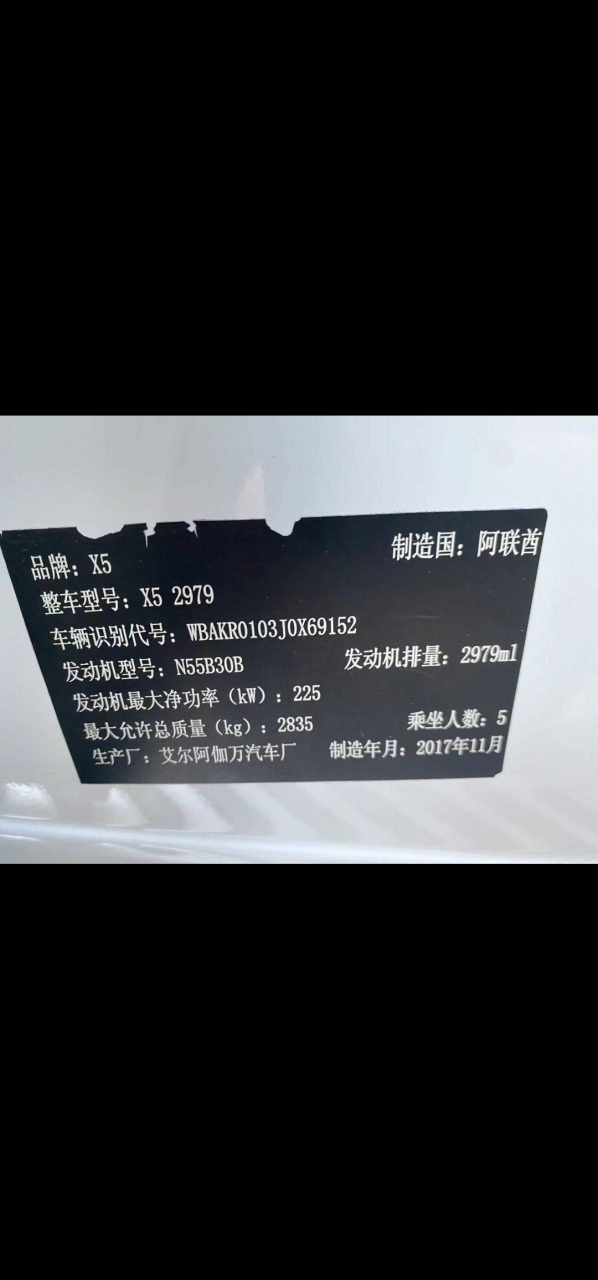 品牌：X5 制造国：阿联酋
整车型号：X5 2979
车辆识别代号：WBAKR0103J0X69152
发动机型号：N55B30B 发动机排量：2979ml
发动机最大净功率（kW）：225
最大允许总质量（kg）：2835 乘坐人数：5
生产厂：艾尔阿伽万汽车厂 制造年月：2017年11月